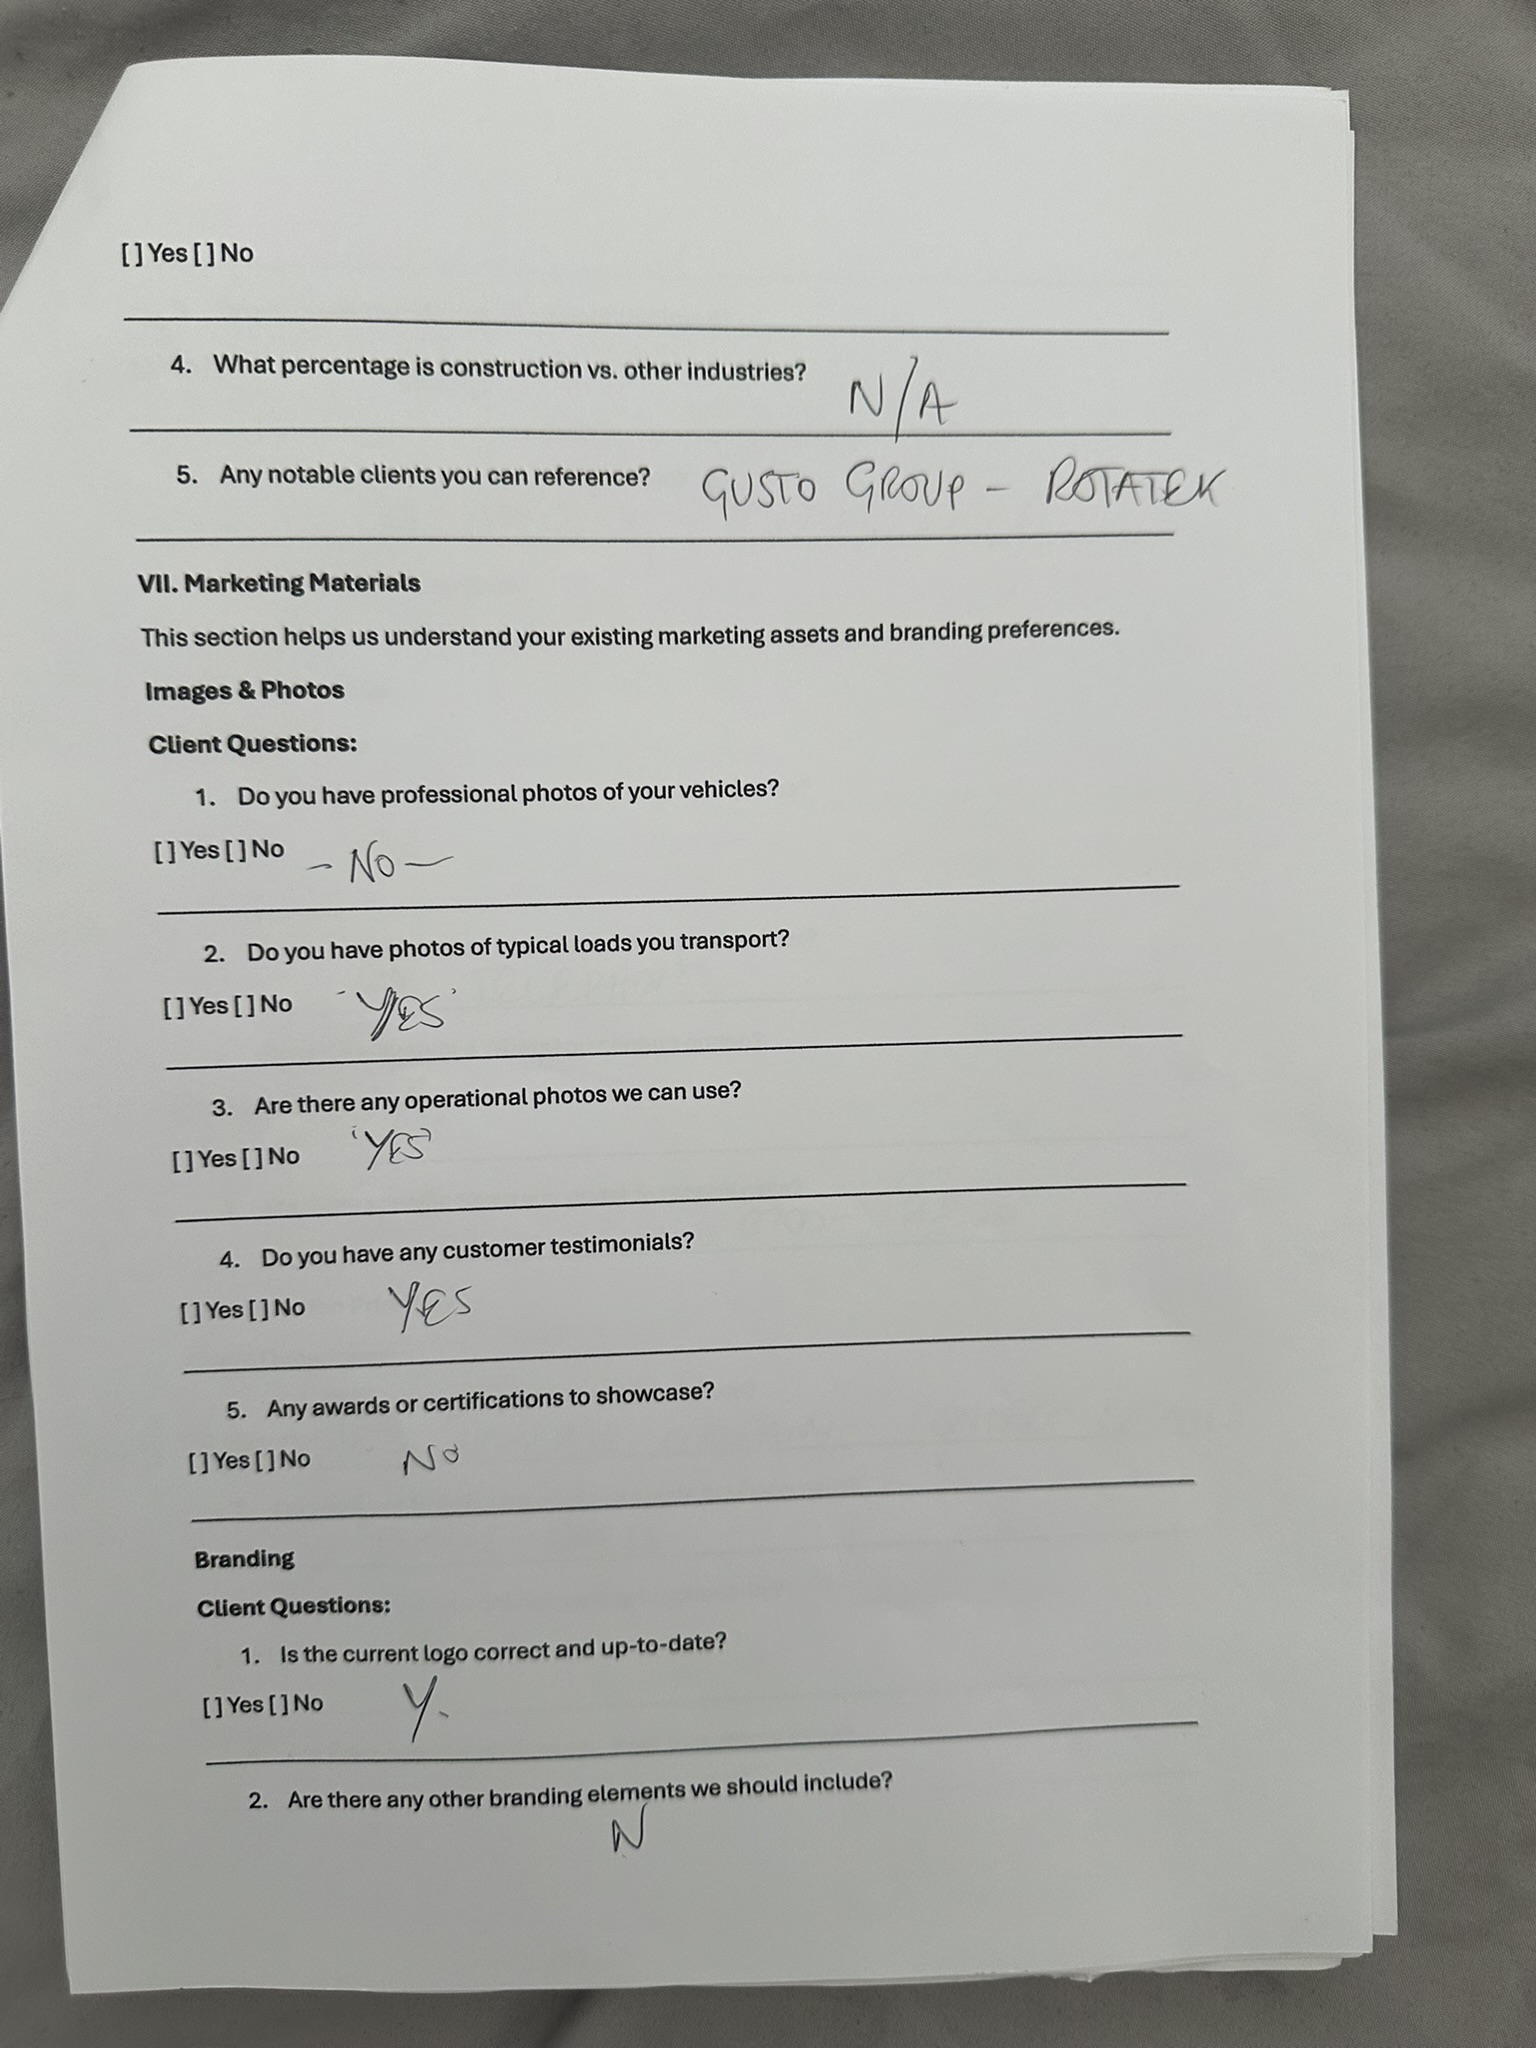 [ ] Yes [ ] No
4. What percentage is construction vs. other industries? N/A
5. Any notable clients you can reference? GUSTO GROUP - ROTATEK
VII. Marketing Materials
This section helps us understand your existing marketing assets and branding preferences.
Images & Photos
Client Questions:
1. Do you have professional photos of your vehicles?
[ ] Yes [ ] No - No -
2. Do you have photos of typical loads you transport?
[ ] Yes [ ] No 'YES'
3. Are there any operational photos we can use?
[ ] Yes [ ] No 'YES'
4. Do you have any customer testimonials?
[ ] Yes [ ] No YES
5. Any awards or certifications to showcase?
[ ] Yes [ ] No No
Branding
Client Questions:
1. Is the current logo correct and up-to-date?
[ ] Yes [ ] No Y.
2. Are there any other branding elements we should include?
N